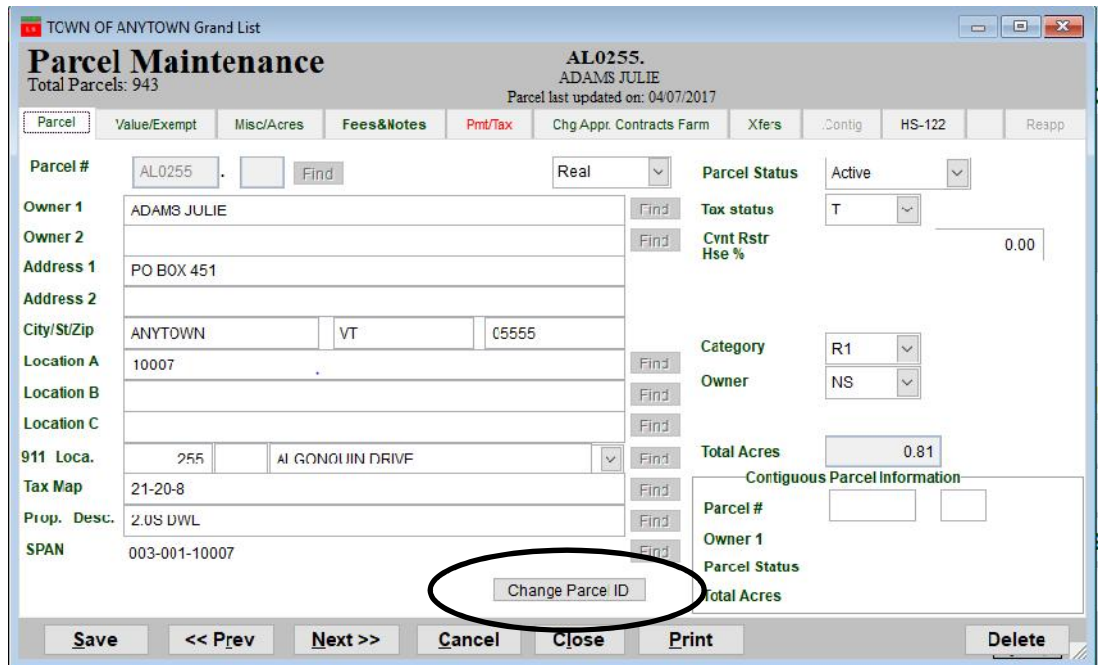 TOWN OF ANYTOWN Grand List
Parcel Maintenance
Total Parcels: 943
AL0255.
ADAMS JULIE
Parcel last updated on: 04/07/2017
Parcel Value/Exempt Misc/Acres Fees&Notes Pmt/Tax Chg Appr. Contracts Farm Xfers .Contig HS-122 Reapp
Parcel # AL0255 . Find Real Parcel Status Active
Owner 1 ADAMS JULIE Find Tax status T
Owner 2 Find Cvnt Rstr Hse % 0.00
Address 1 PO BOX 451
Address 2
City/St/Zip ANYTOWN VT 05555
Location A 10007 Find Category R1
Location B Find Owner NS
Location C Find
911 Loca. 255 ALGONQUIN DRIVE Find Total Acres 0.81
Tax Map 21-20-8 Find Contiguous Parcel Information
Prop. Desc. 2.0S DWL Find Parcel #
SPAN 003-001-10007 Find Owner 1
Parcel Status
Change Parcel ID Total Acres
Save << Prev Next >> Cancel Close Print Delete